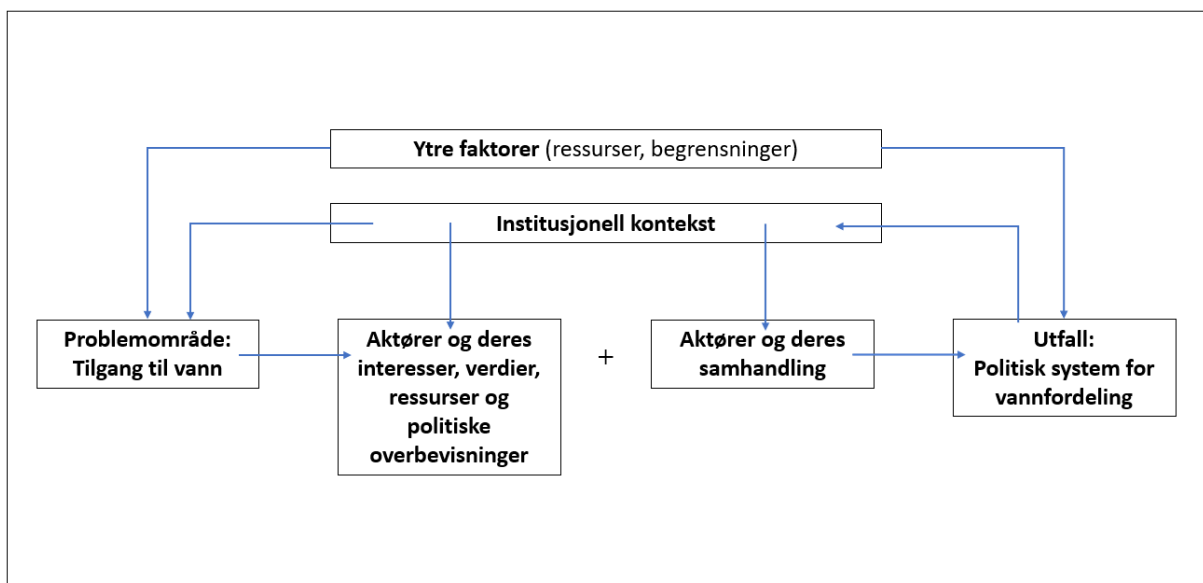 Ytre faktorer (ressurser, begrensninger)
Institusjonell kontekst
Problemområde:
Tilgang til vann
Aktører og deres
interesser, verdier,
ressurser og
politiske
overbevisninger
+
Aktører og deres
samhandling
Utfall:
Politisk system for
vannfordeling